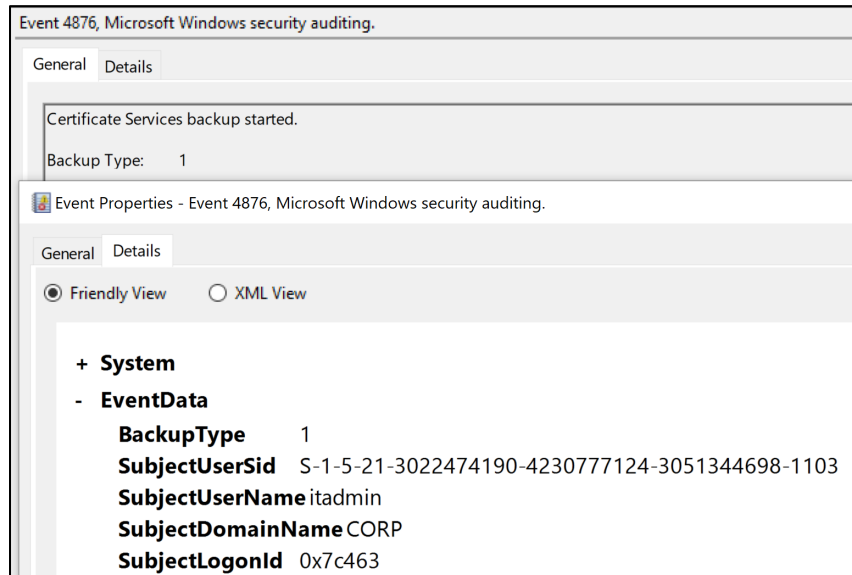 Event 4876, Microsoft Windows security auditing.
General Details
Certificate Services backup started.
Backup Type: 1
Event Properties - Event 4876, Microsoft Windows security auditing.
General Details
Friendly View XML View
+ System
- EventData
BackupType 1
SubjectUserSid S-1-5-21-3022474190-4230777124-3051344698-1103
SubjectUserName itadmin
SubjectDomainName CORP
SubjectLogonId 0x7c463